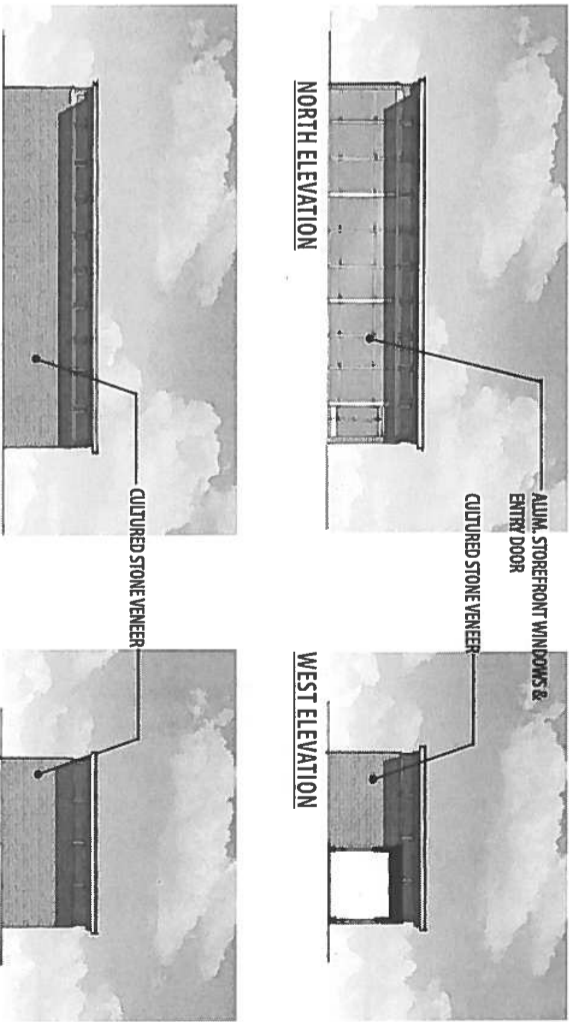 ALUM. STOREFRONT WINDOWS &
ENTRY DOOR
CULTURED STONE VENEER
NORTH ELEVATION
WEST ELEVATION
CULTURED STONE VENEER